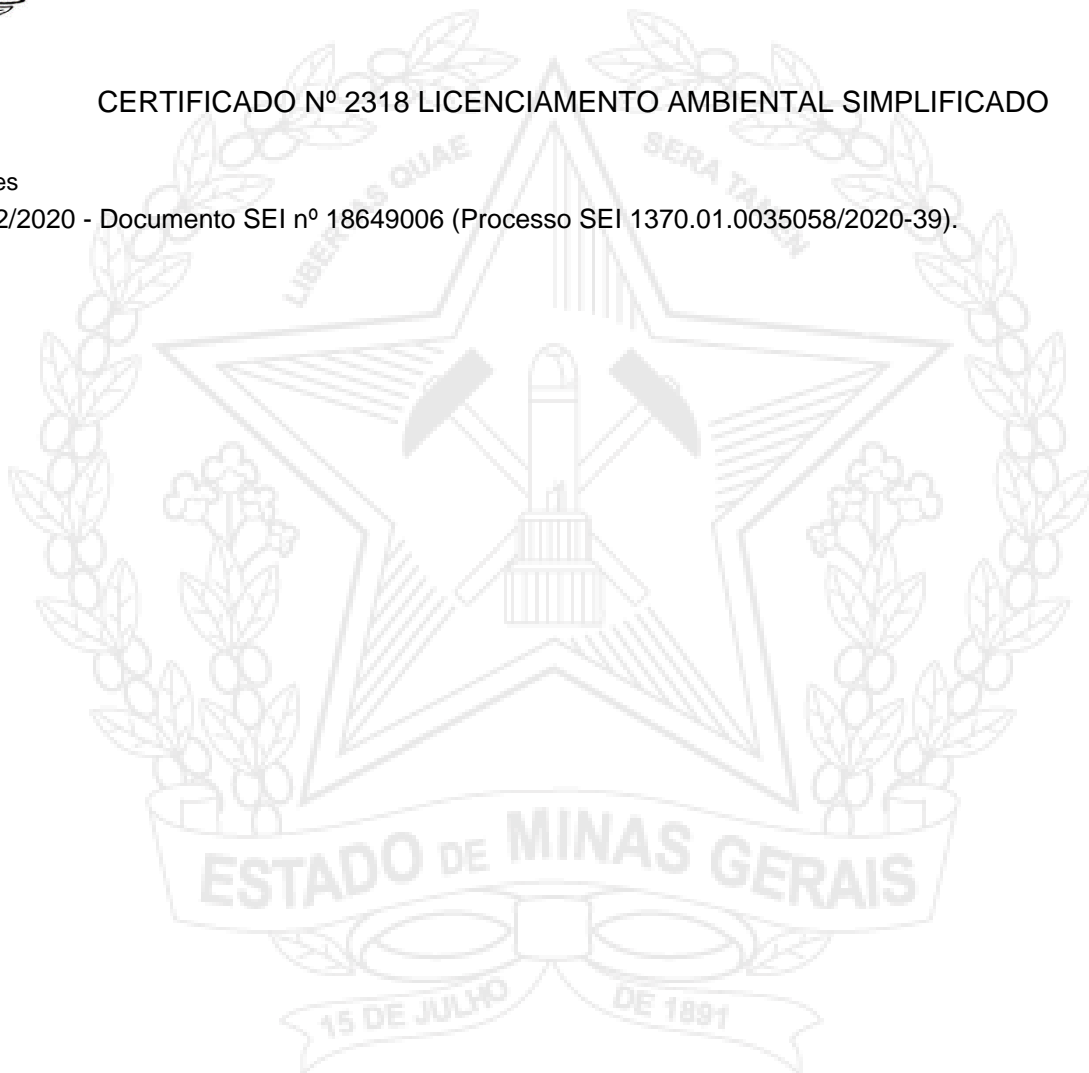 CERTIFICADO Nº 2318 LICENCIAMENTO AMBIENTAL SIMPLIFICADO
es
2/2020 - Documento SEI nº 18649006 (Processo SEI 1370.01.0035058/2020-39).
LIBERTAS QUAE SERA TAMEN
ESTADO DE MINAS GERAIS
15 DE JULHO DE 1891